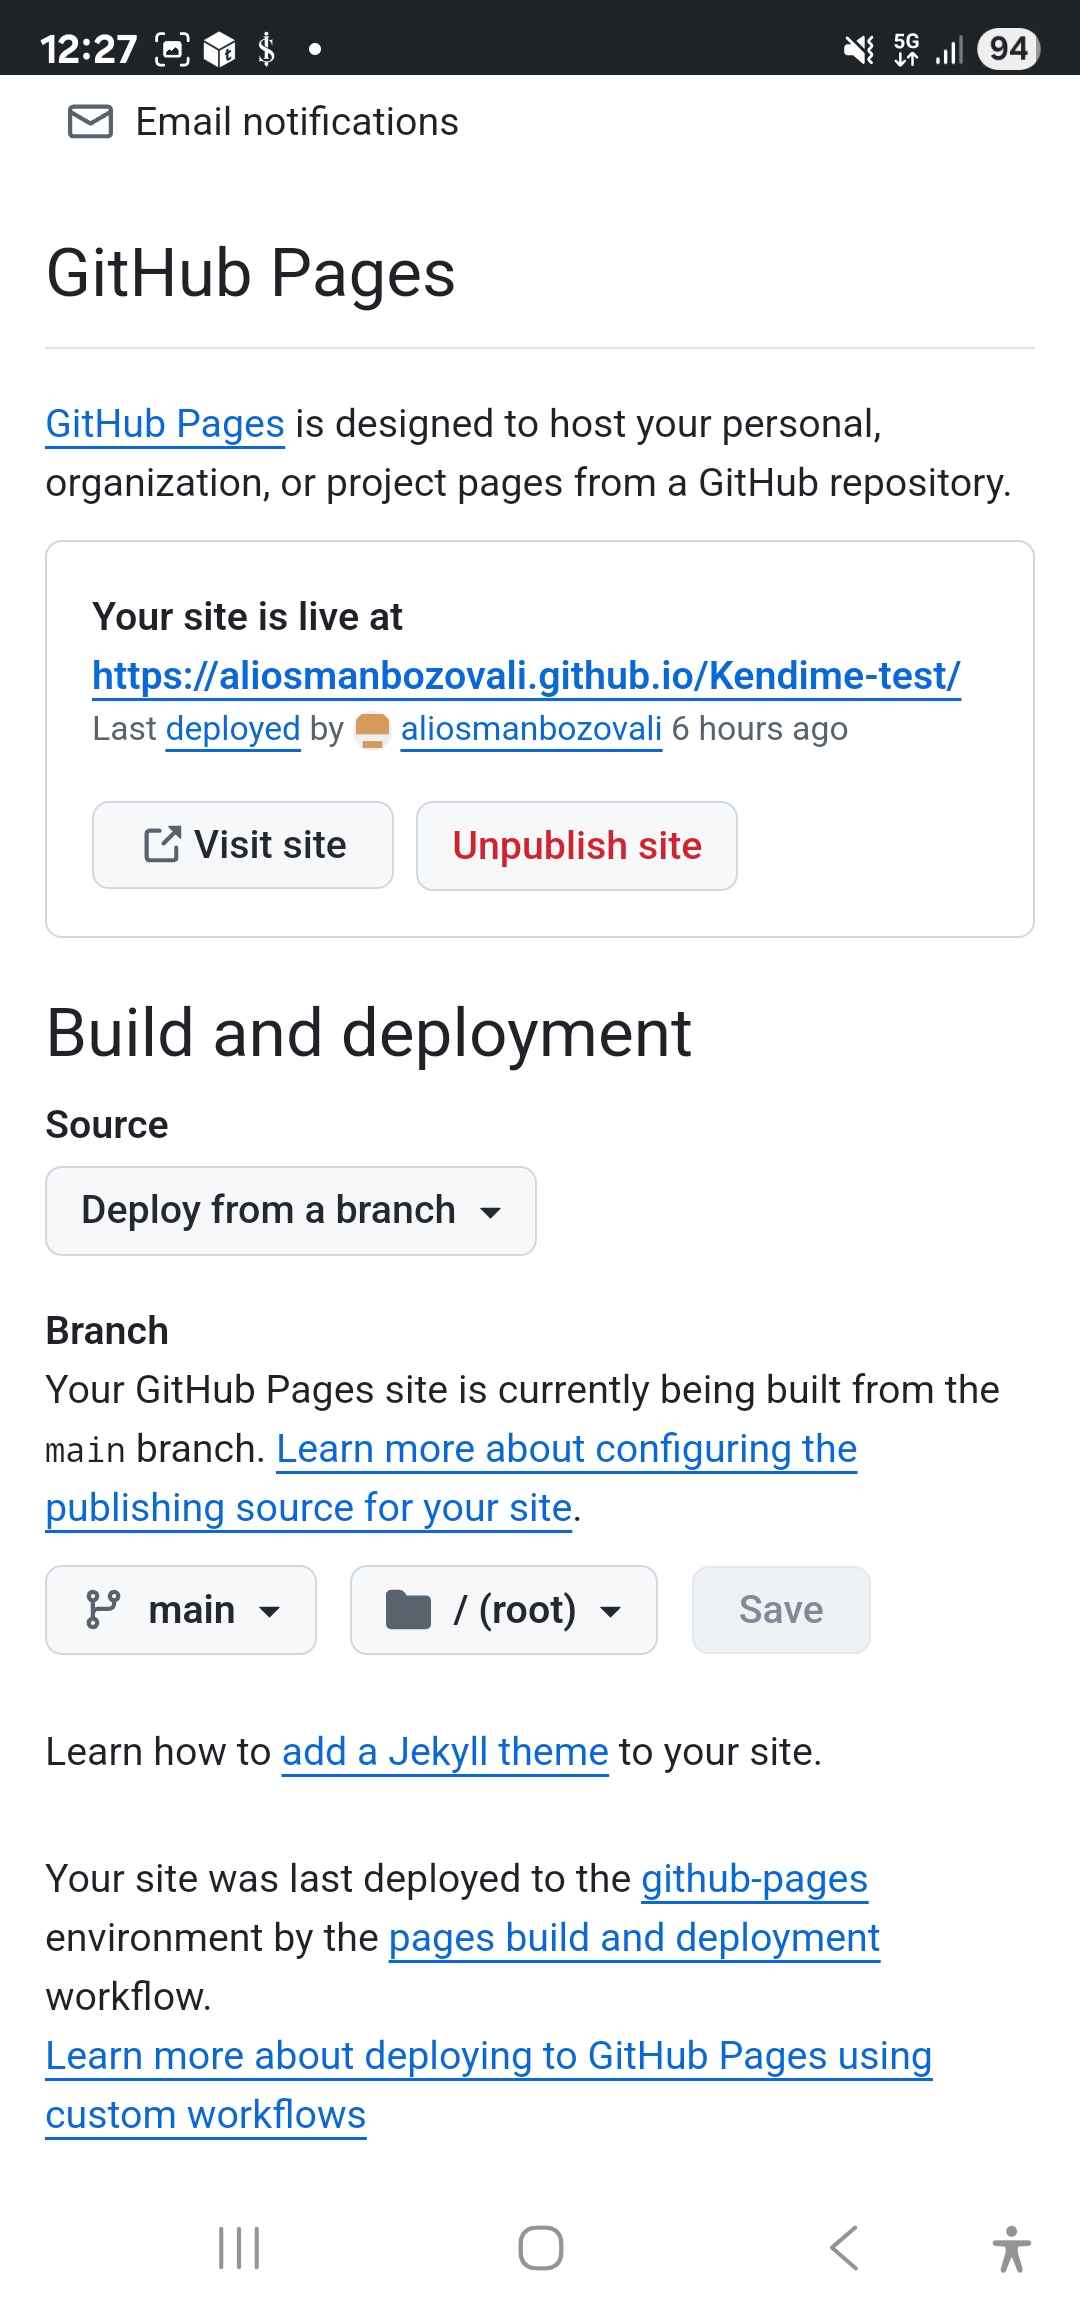 12:27
5G
94
Email notifications
GitHub Pages
GitHub Pages is designed to host your personal,
organization, or project pages from a GitHub repository.
Your site is live at
https://aliosmanbozovali.github.io/Kendime-test/
Last deployed by aliosmanbozovali 6 hours ago
Visit site
Unpublish site
Build and deployment
Source
Deploy from a branch
Branch
Your GitHub Pages site is currently being built from the
main branch. Learn more about configuring the
publishing source for your site.
main
/ (root)
Save
Learn how to add a Jekyll theme to your site.
Your site was last deployed to the github-pages
environment by the pages build and deployment
workflow.
Learn more about deploying to GitHub Pages using
custom workflows